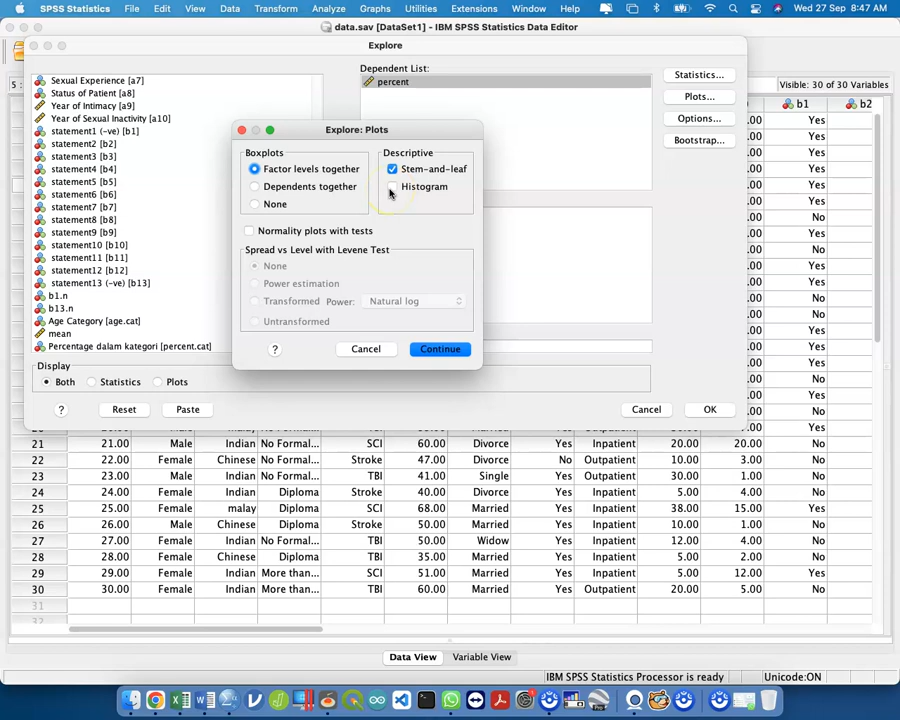 SPSS Statistics File Edit View Data Transform Analyze Graphs Utilities Extensions Window Help Wed 27 Sep 8:47 AM
data.sav [DataSet1] - IBM SPSS Statistics Data Editor
Explore
Dependent List:
Sexual Experience [a7]
percent
Statistics...
Visible: 30 of 30 Variables
5 :
Status of Patient [a8]
Plots...
Year of Intimacy [a9]
b1 b2
Year of Sexual Inactivity [a10]
Options...
.00 Yes
statement1 (-ve) [b1]
Explore: Plots
.00 Yes
statement2 [b2]
Bootstrap...
.00 Yes
statement3 [b3]
Boxplots
Descriptive
statement4 [b4]
Factor levels together
Stem-and-leaf
statement5 [b5]
Dependents together
Histogram
statement6 [b6]
None
statement7 [b7]
statement8 [b8]
Normality plots with tests
statement9 [b9]
statement10 [b10]
Spread vs Level with Levene Test
statement11 [b11]
None
statement12 [b12]
Power estimation
statement13 (-ve) [b13]
Transformed Power: Natural log
b1.n
b13.n
Untransformed
Age Category [age.cat]
mean
Percentage dalam kategori [percent.cat]
? Cancel Continue
Display
Both Statistics Plots
? Reset Paste Cancel OK
21 21.00 Male Indian No Formal... SCI 60.00 Divorce Yes Inpatient 20.00 20.00 No
22 22.00 Female Chinese No Formal... Stroke 47.00 Divorce No Outpatient 10.00 3.00 No
23 23.00 Male Indian No Formal... TBI 41.00 Single Yes Outpatient 30.00 1.00 No
24 24.00 Female Indian Diploma Stroke 40.00 Divorce Yes Inpatient 5.00 4.00 No
25 25.00 Female malay Diploma SCI 68.00 Married Yes Inpatient 38.00 15.00 Yes
26 26.00 Male Chinese Diploma Stroke 50.00 Married Yes Outpatient 10.00 1.00 No
27 27.00 Female Indian No Formal... TBI 50.00 Widow Yes Outpatient 12.00 4.00 No
28 28.00 Female Chinese Diploma TBI 35.00 Married Yes Inpatient 5.00 2.00 No
29 29.00 Female Indian More than... SCI 51.00 Married Yes Inpatient 5.00 12.00 Yes
30 30.00 Female Indian More than... TBI 60.00 Married Yes Outpatient 20.00 5.00 No
31
32
Data View Variable View
IBM SPSS Statistics Processor is ready Unicode:ON